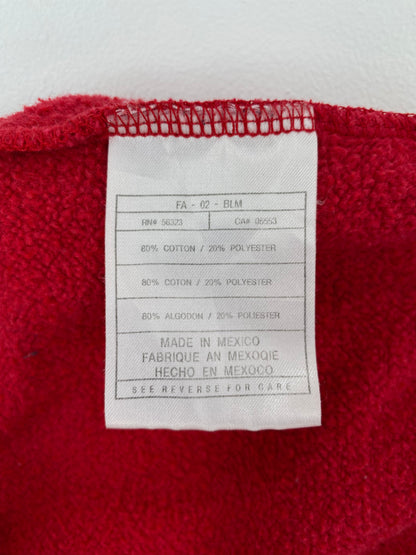 FA - 02 - BLM
RN# 56323 CA# 05553
80% COTTON / 20% POLYESTER
80% COTON / 20% POLYESTER
80% ALGODON / 20% POLIESTER
MADE IN MEXICO
FABRIQUE AN MEXOQIE
HECHO EN MEXOCO
SEE REVERSE FOR CARE